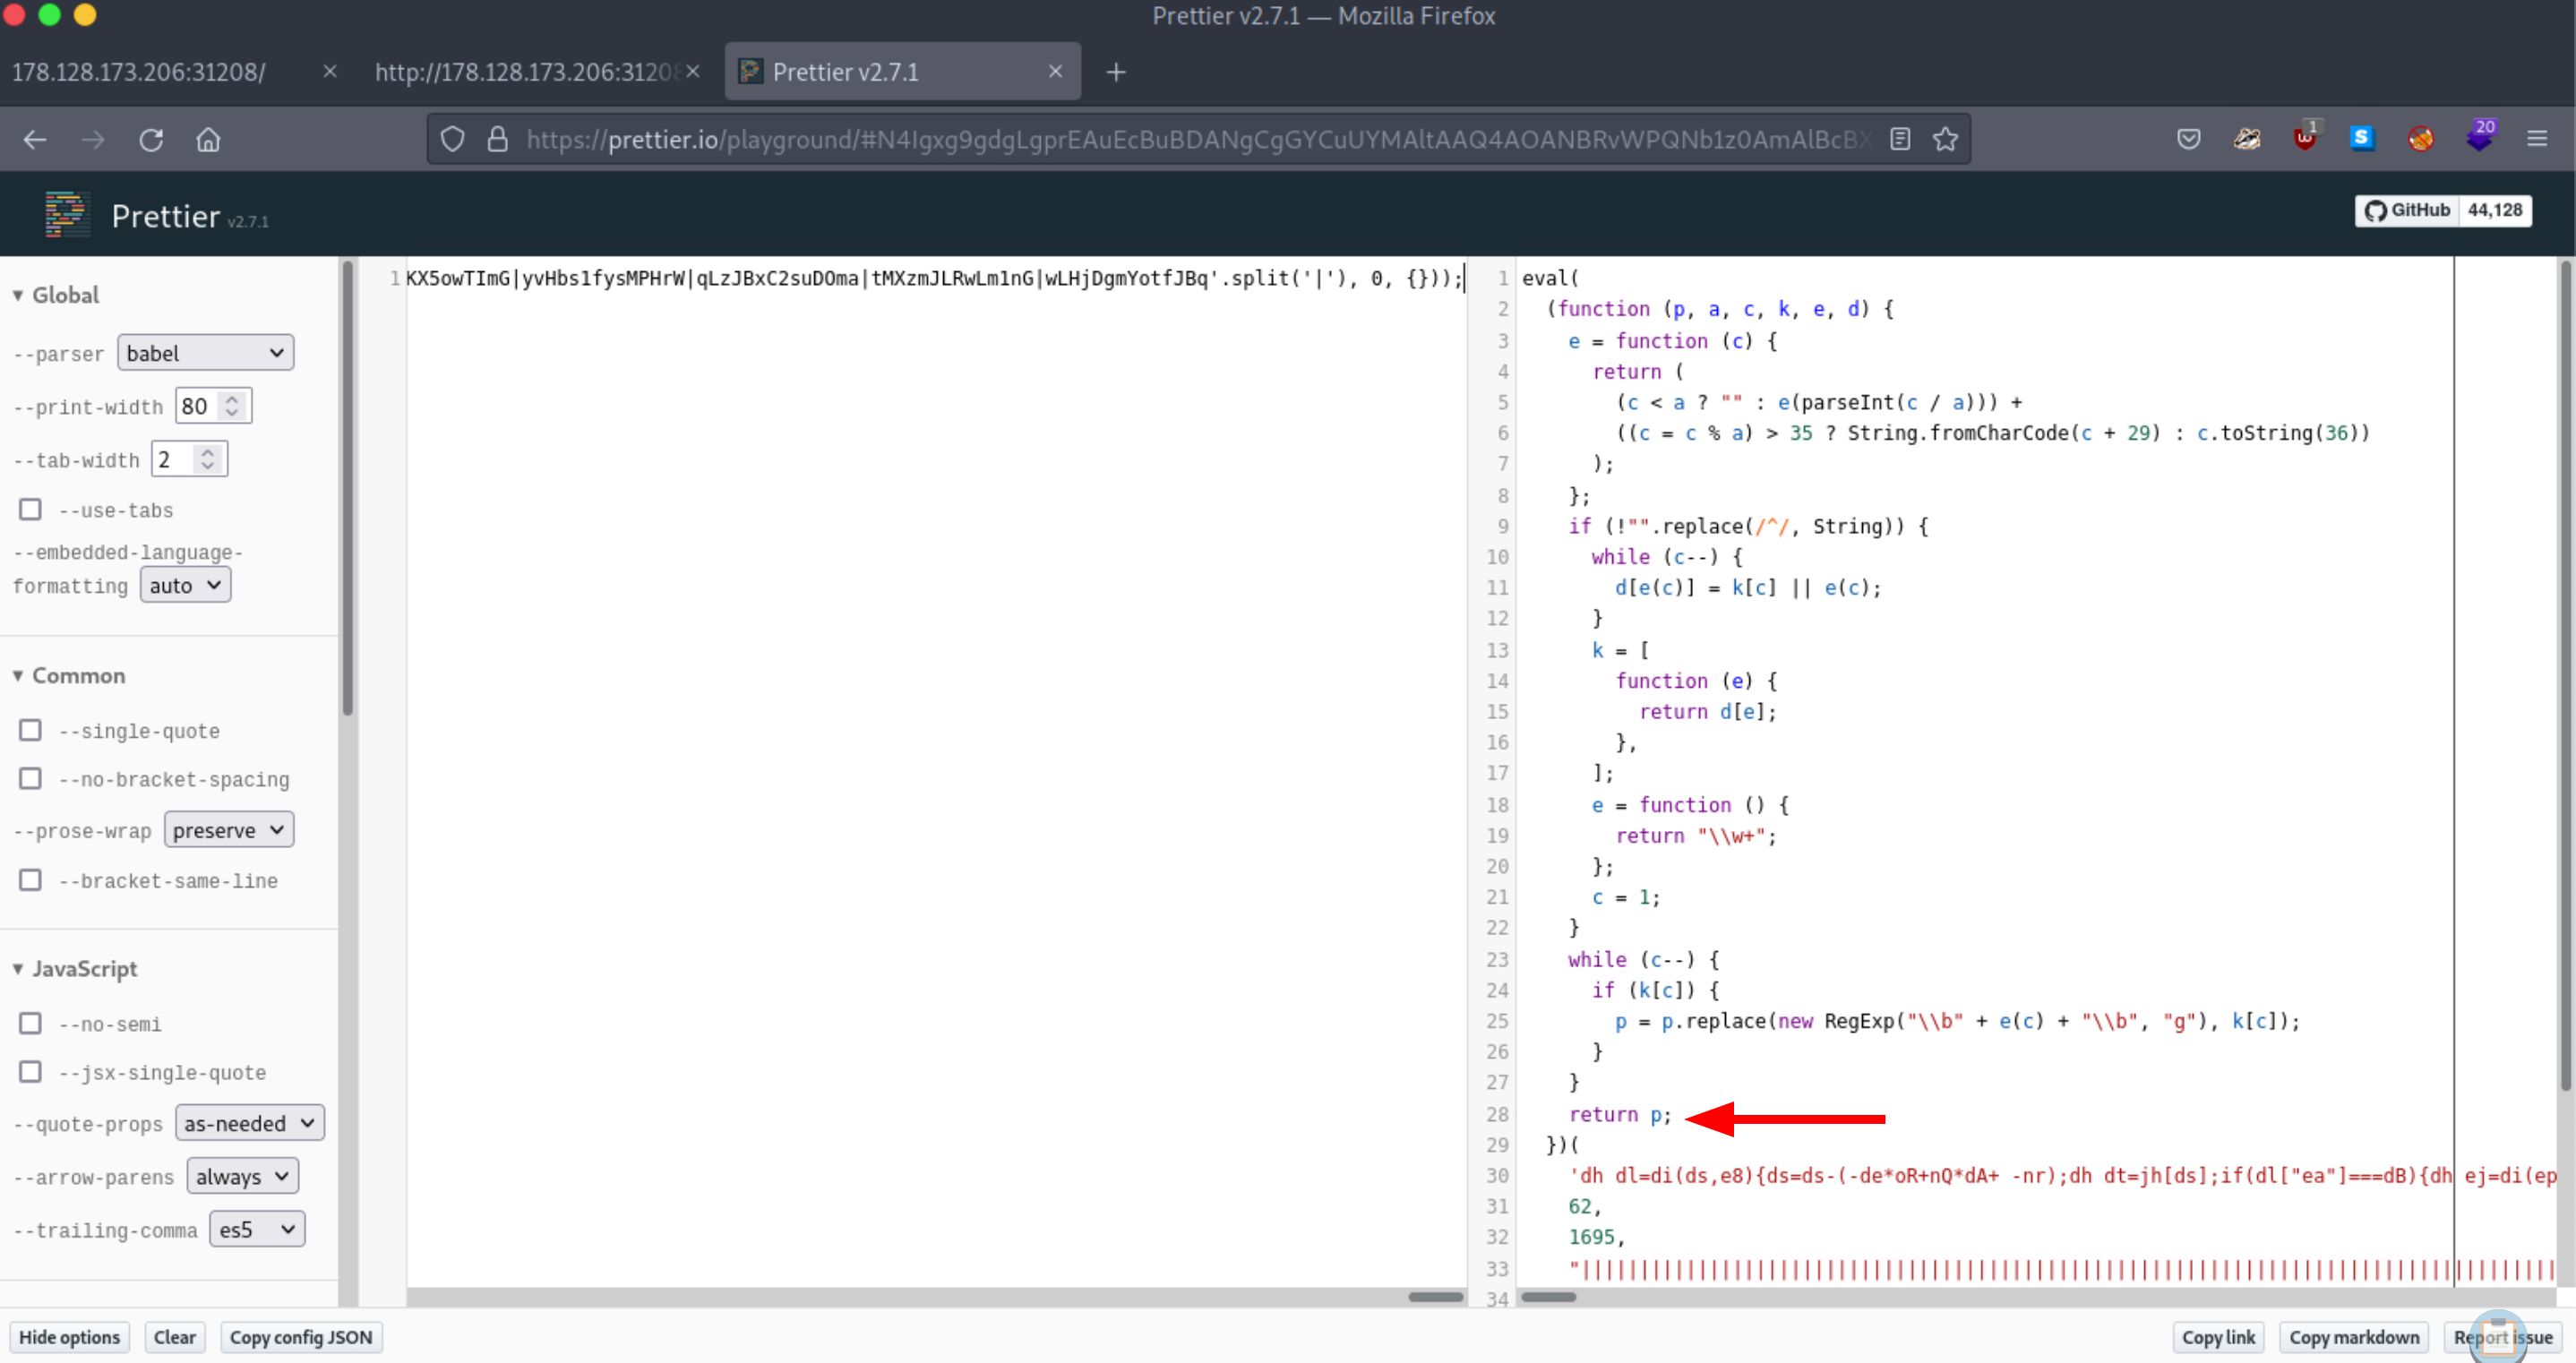 Prettier v2.7.1 — Mozilla Firefox
178.128.173.206:31208/
http://178.128.173.206:31208
Prettier v2.7.1
https://prettier.io/playground/#N4Igxg9gdgLgprEAuEcBuBDANgCgGYCuUYMAltAAQ4AOANBRvWPQNb1z0AmAlBcBX
1
20
Prettier v2.7.1
GitHub 44,128
▾ Global
--parser babel
--print-width 80
--tab-width 2
--use-tabs
--embedded-language-
formatting auto
▾ Common
--single-quote
--no-bracket-spacing
--prose-wrap preserve
--bracket-same-line
▾ JavaScript
--no-semi
--jsx-single-quote
--quote-props as-needed
--arrow-parens always
--trailing-comma es5
1 KX5owTImG|yvHbs1fysMPHrW|qLzJBxC2suDOma|tMXzmJLRwLm1nG|wLHjDgmYotfJBq'.split('|'), 0, {}));
1 eval(
2 (function (p, a, c, k, e, d) {
3 e = function (c) {
4 return (
5 (c < a ? "" : e(parseInt(c / a))) +
6 ((c = c % a) > 35 ? String.fromCharCode(c + 29) : c.toString(36))
7 );
8 };
9 if (!"".replace(/^/, String)) {
10 while (c--) {
11 d[e(c)] = k[c] || e(c);
12 }
13 k = [
14 function (e) {
15 return d[e];
16 },
17 ];
18 e = function () {
19 return "\\w+";
20 };
21 c = 1;
22 }
23 while (c--) {
24 if (k[c]) {
25 p = p.replace(new RegExp("\\b" + e(c) + "\\b", "g"), k[c]);
26 }
27 }
28 return p;
29 })(
30 'dh dl=di(ds,e8){ds=ds-(-de*oR+nQ*dA+ -nr);dh dt=jh[ds];if(dl["ea"]===dB){dh ej=di(ep
31 62,
32 1695,
33 "||||||||||||||||||||||||||||||||||||||||||||||||||||||||||||||||||||||||||||||||||||
34
Hide options
Clear
Copy config JSON
Copy link
Copy markdown
Report issue